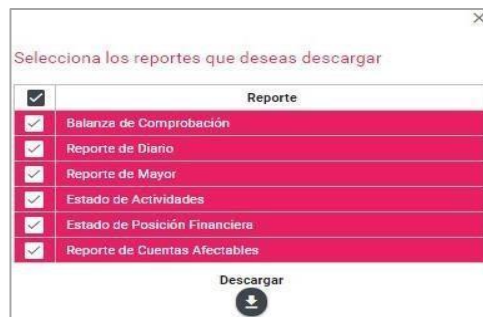 Selecciona los reportes que deseas descargar
Reporte
Balanza de Comprobación
Reporte de Diario
Reporte de Mayor
Estado de Actividades
Estado de Posición Financiera
Reporte de Cuentas Afectables
Descargar